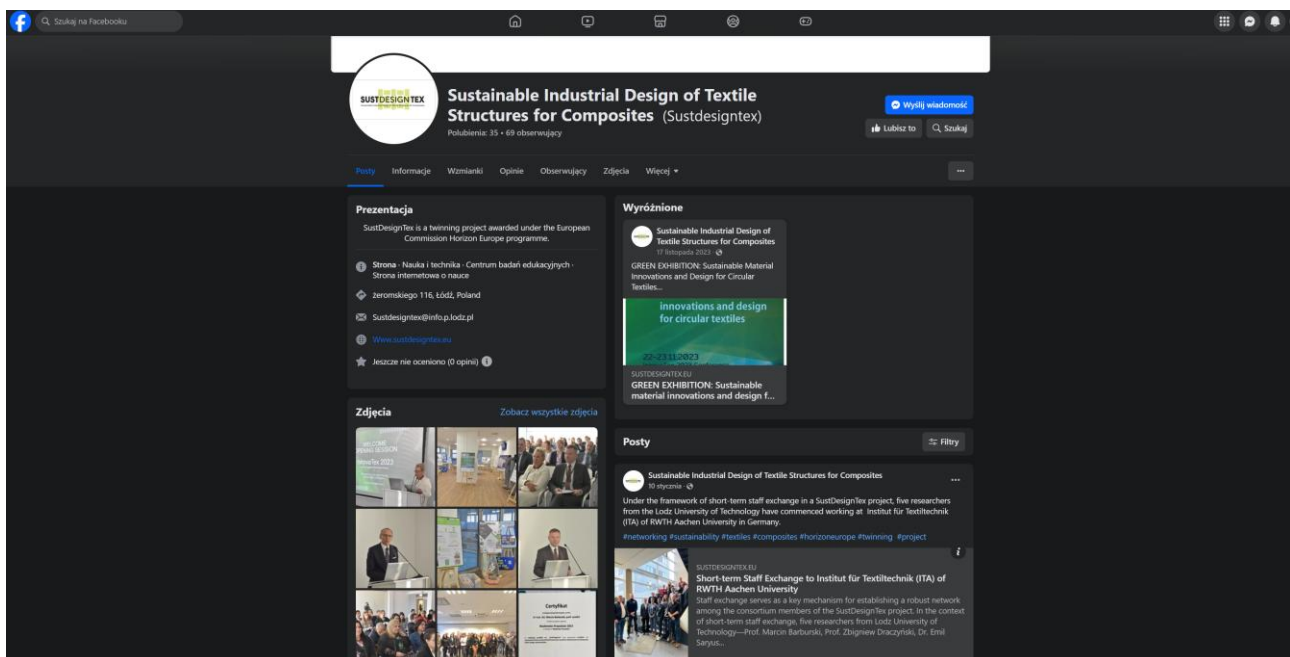 Szukaj na Facebooku
SUSTDESIGNTEX
Sustainable Industrial Design of Textile
Structures for Composites (Sustdesigntex)
Polubienia: 35 • 69 obserwujący
Wyślij wiadomość
Lubisz to
Szukaj
Posty
Informacje
Wzmianki
Opinie
Obserwujący
Zdjęcia
Więcej
Prezentacja
SustDesignTex is a twinning project awarded under the European
Commission Horizon Europe programme.
Strona · Nauka i technika · Centrum badań edukacyjnych ·
Strona internetowa o nauce
żeromskiego 116, Łódź, Poland
Sustdesigntex@info.p.lodz.pl
Www.sustdesigntex.eu
Jeszcze nie oceniono (0 opinii)
Zdjęcia
Zobacz wszystkie zdjęcia
WELCOME
SESSION
2023
Certyfikat
Wyróżnione
Sustainable Industrial Design of
Textile Structures for Composites
17 listopada 2023
GREEN EXHIBITION: Sustainable Material
Innovations and Design for Circular
Textiles...
innovations and design
for circular textiles
22-23.11.2023
SUSTDESIGNTEX.EU
GREEN EXHIBITION: Sustainable
material innovations and design f...
Posty
Filtry
Sustainable Industrial Design of Textile Structures for Composites
10 stycznia
Under the framework of short-term staff exchange in a SustDesignTex project, five researchers
from the Lodz University of Technology have commenced working at Institut für Textiltechnik
(ITA) of RWTH Aachen University in Germany.
#networking #sustainability #textiles #composites #horizoneurope #twinning #project
SUSTDESIGNTEX.EU
Short-term Staff Exchange to Institut für Textiltechnik (ITA) of
RWTH Aachen University
Staff exchange serves as a key mechanism for establishing a robust network
among the consortium members of the SustDesignTex project. In the context
of short-term staff exchange, five researchers from Lodz University of
Technology—Prof. Marcin Barburski, Prof. Zbigniew Draczyński, Dr. Emil
Saryus...